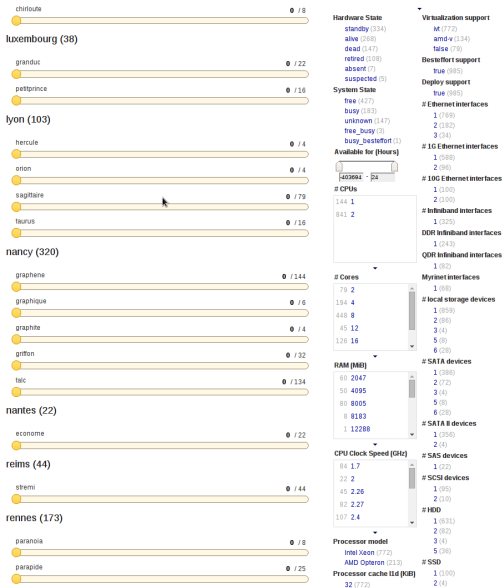 chirloute 0 / 8
luxembourg (38)
granduc 0 / 22
petitprince 0 / 16
lyon (103)
hercule 0 / 4
orion 0 / 4
sagittaire 0 / 79
taurus 0 / 16
nancy (320)
graphene 0 / 144
graphique 0 / 6
graphite 0 / 4
griffon 0 / 32
talc 0 / 134
nantes (22)
econome 0 / 22
reims (44)
stremi 0 / 44
rennes (173)
paranoia 0 / 8
parapide 0 / 25
Hardware State
standby (334)
alive (268)
dead (147)
retired (108)
absent (7)
suspected (5)
System State
free (427)
busy (183)
unknown (147)
free_busy (3)
busy_besteffort (1)
Available for (Hours)
-403694 - 24
# CPUs
144 1
841 2
# Cores
79 2
184 4
448 8
45 12
126 16
RAM (MiB)
60 2047
50 4095
80 8005
8 8183
1 12288
CPU Clock Speed (GHz)
84 1.7
22 2
45 2.26
82 2.27
107 2.4
Processor model
Intel Xeon (772)
AMD Opteron (213)
Processor cache l1d (KiB)
32 (772)
Virtualization support
ivt (772)
amd-v (134)
false (79)
Besteffort support
true (985)
Deploy support
true (985)
# Ethernet interfaces
1 (769)
2 (182)
3 (34)
# 1G Ethernet interfaces
1 (588)
2 (96)
# 10G Ethernet interfaces
1 (100)
2 (100)
# Infiniband interfaces
1 (325)
DDR Infiniband interfaces
1 (243)
QDR Infiniband interfaces
1 (82)
Myrinet interfaces
1 (68)
# local storage devices
1 (859)
2 (86)
3 (4)
5 (8)
6 (28)
# SATA devices
1 (386)
2 (72)
3 (4)
5 (8)
6 (28)
# SATA II devices
1 (356)
2 (4)
# SAS devices
1 (22)
# SCSI devices
1 (95)
2 (10)
# HDD
1 (631)
2 (82)
3 (4)
5 (36)
# SSD
1 (100)
2 (4)